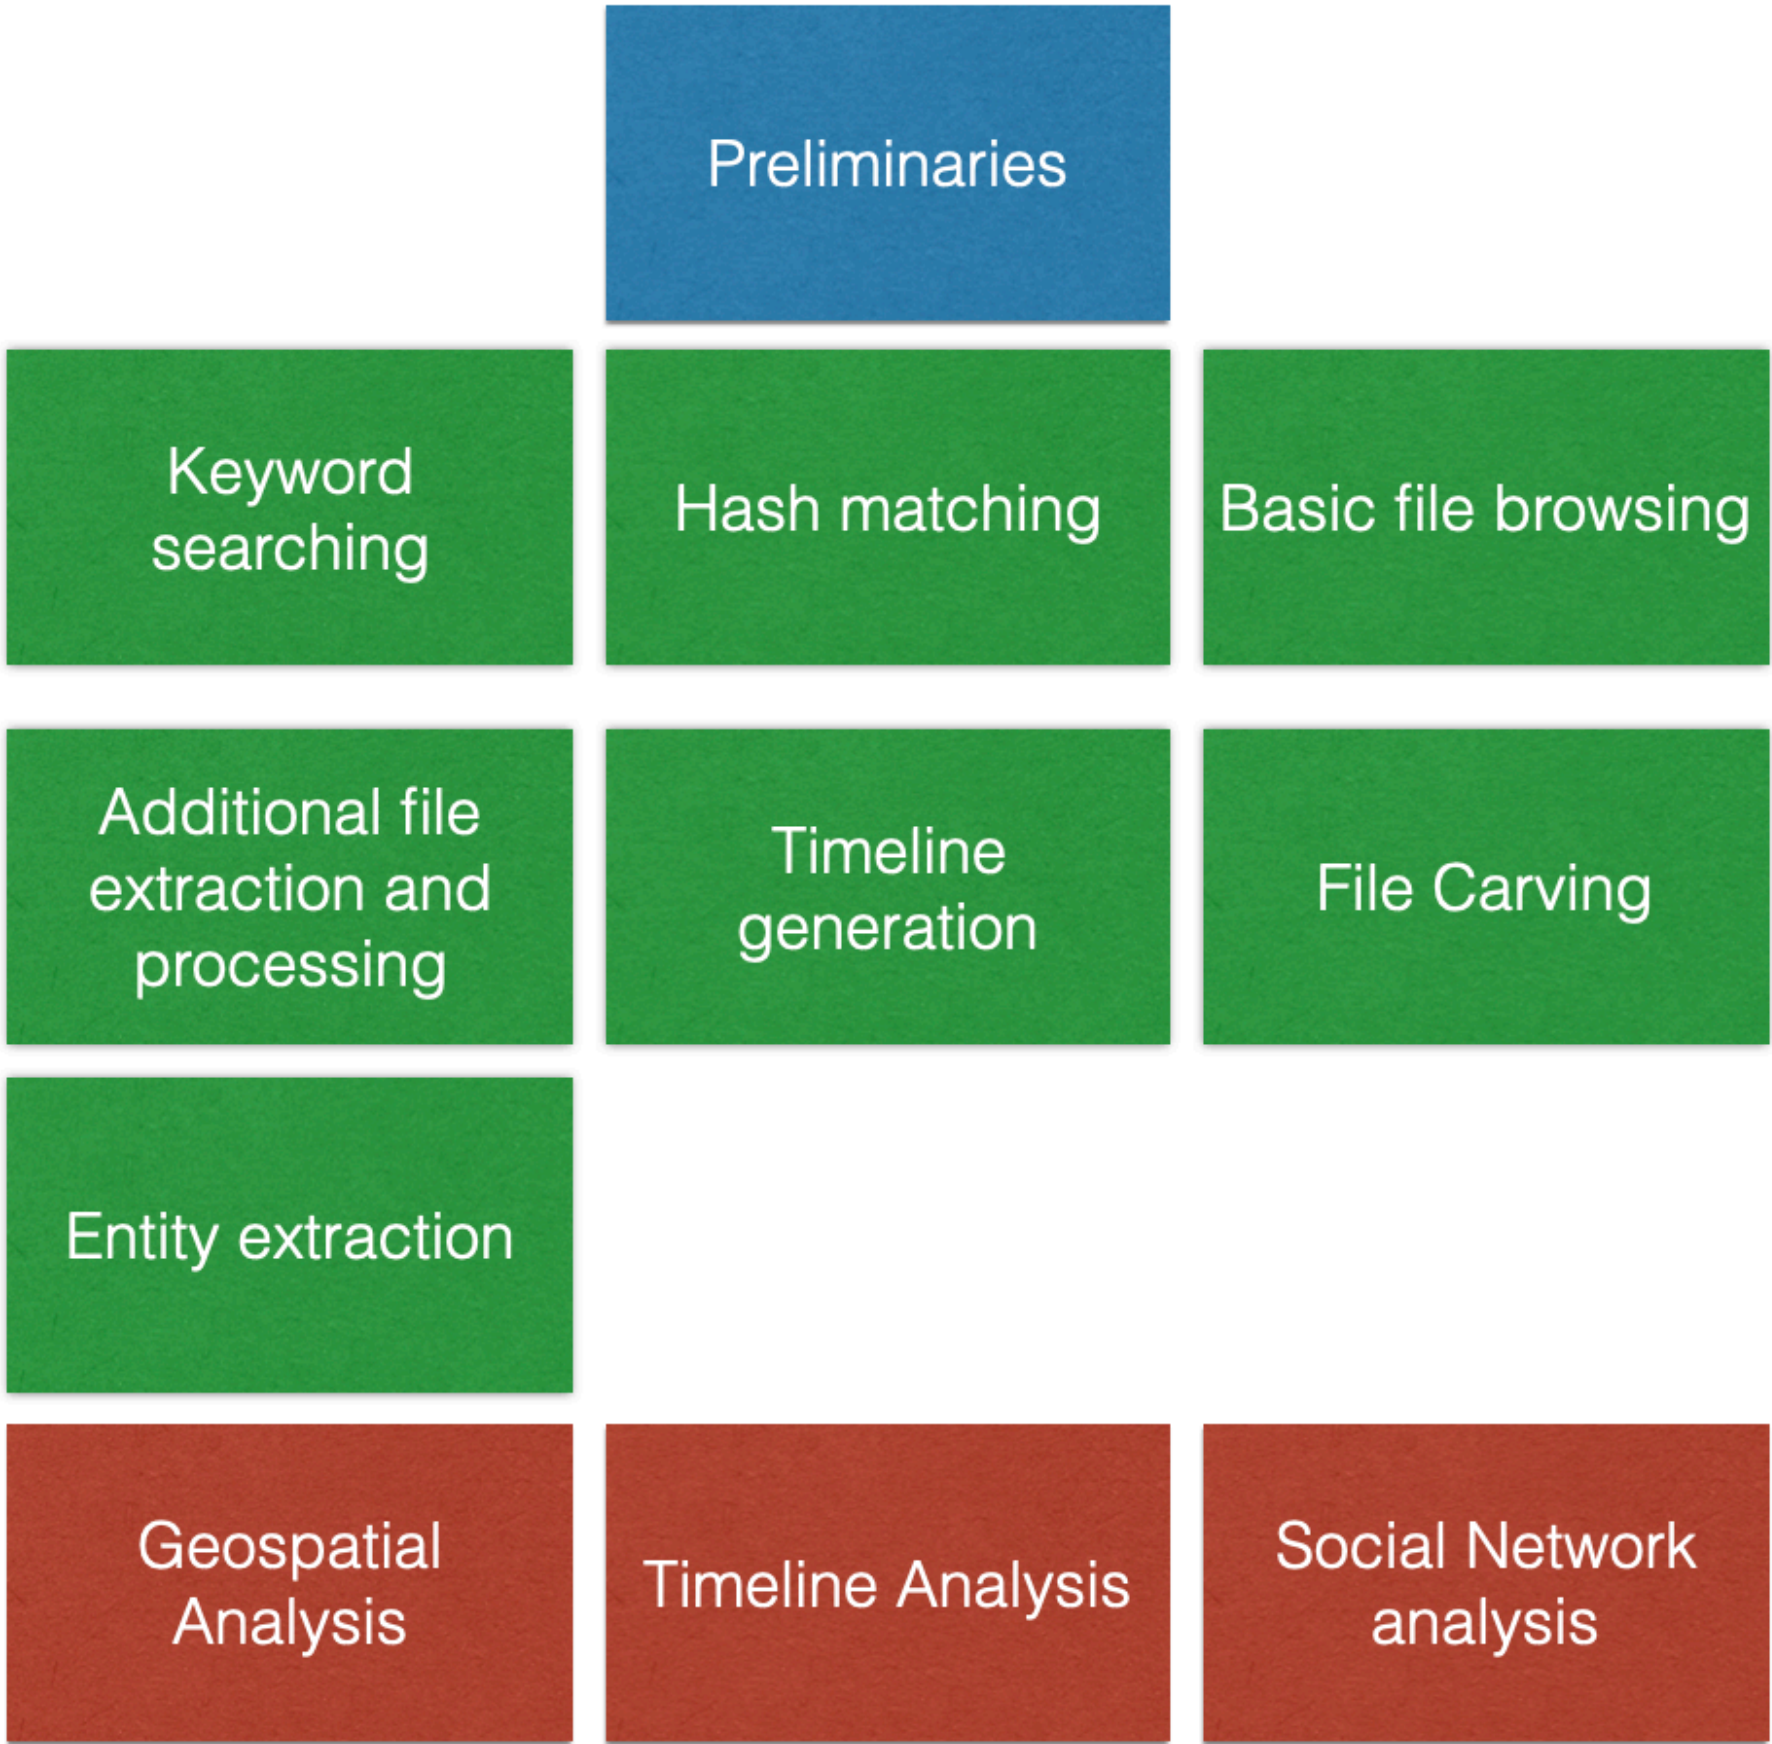 Preliminaries
Keyword
searching
Hash matching
Basic file browsing
Additional file
extraction and
processing
Timeline
generation
File Carving
Entity extraction
Geospatial
Analysis
Timeline Analysis
Social Network
analysis